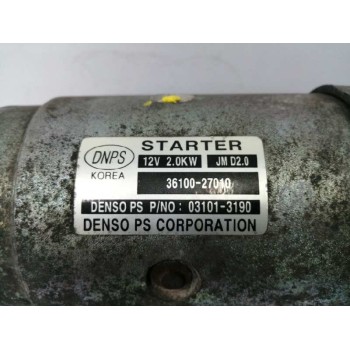 DNPS
KOREA
STARTER
12V 2.0KW JM D2.0
36100-27010
DENSO PS P/NO: 03101-3190
DENSO PS CORPORATION